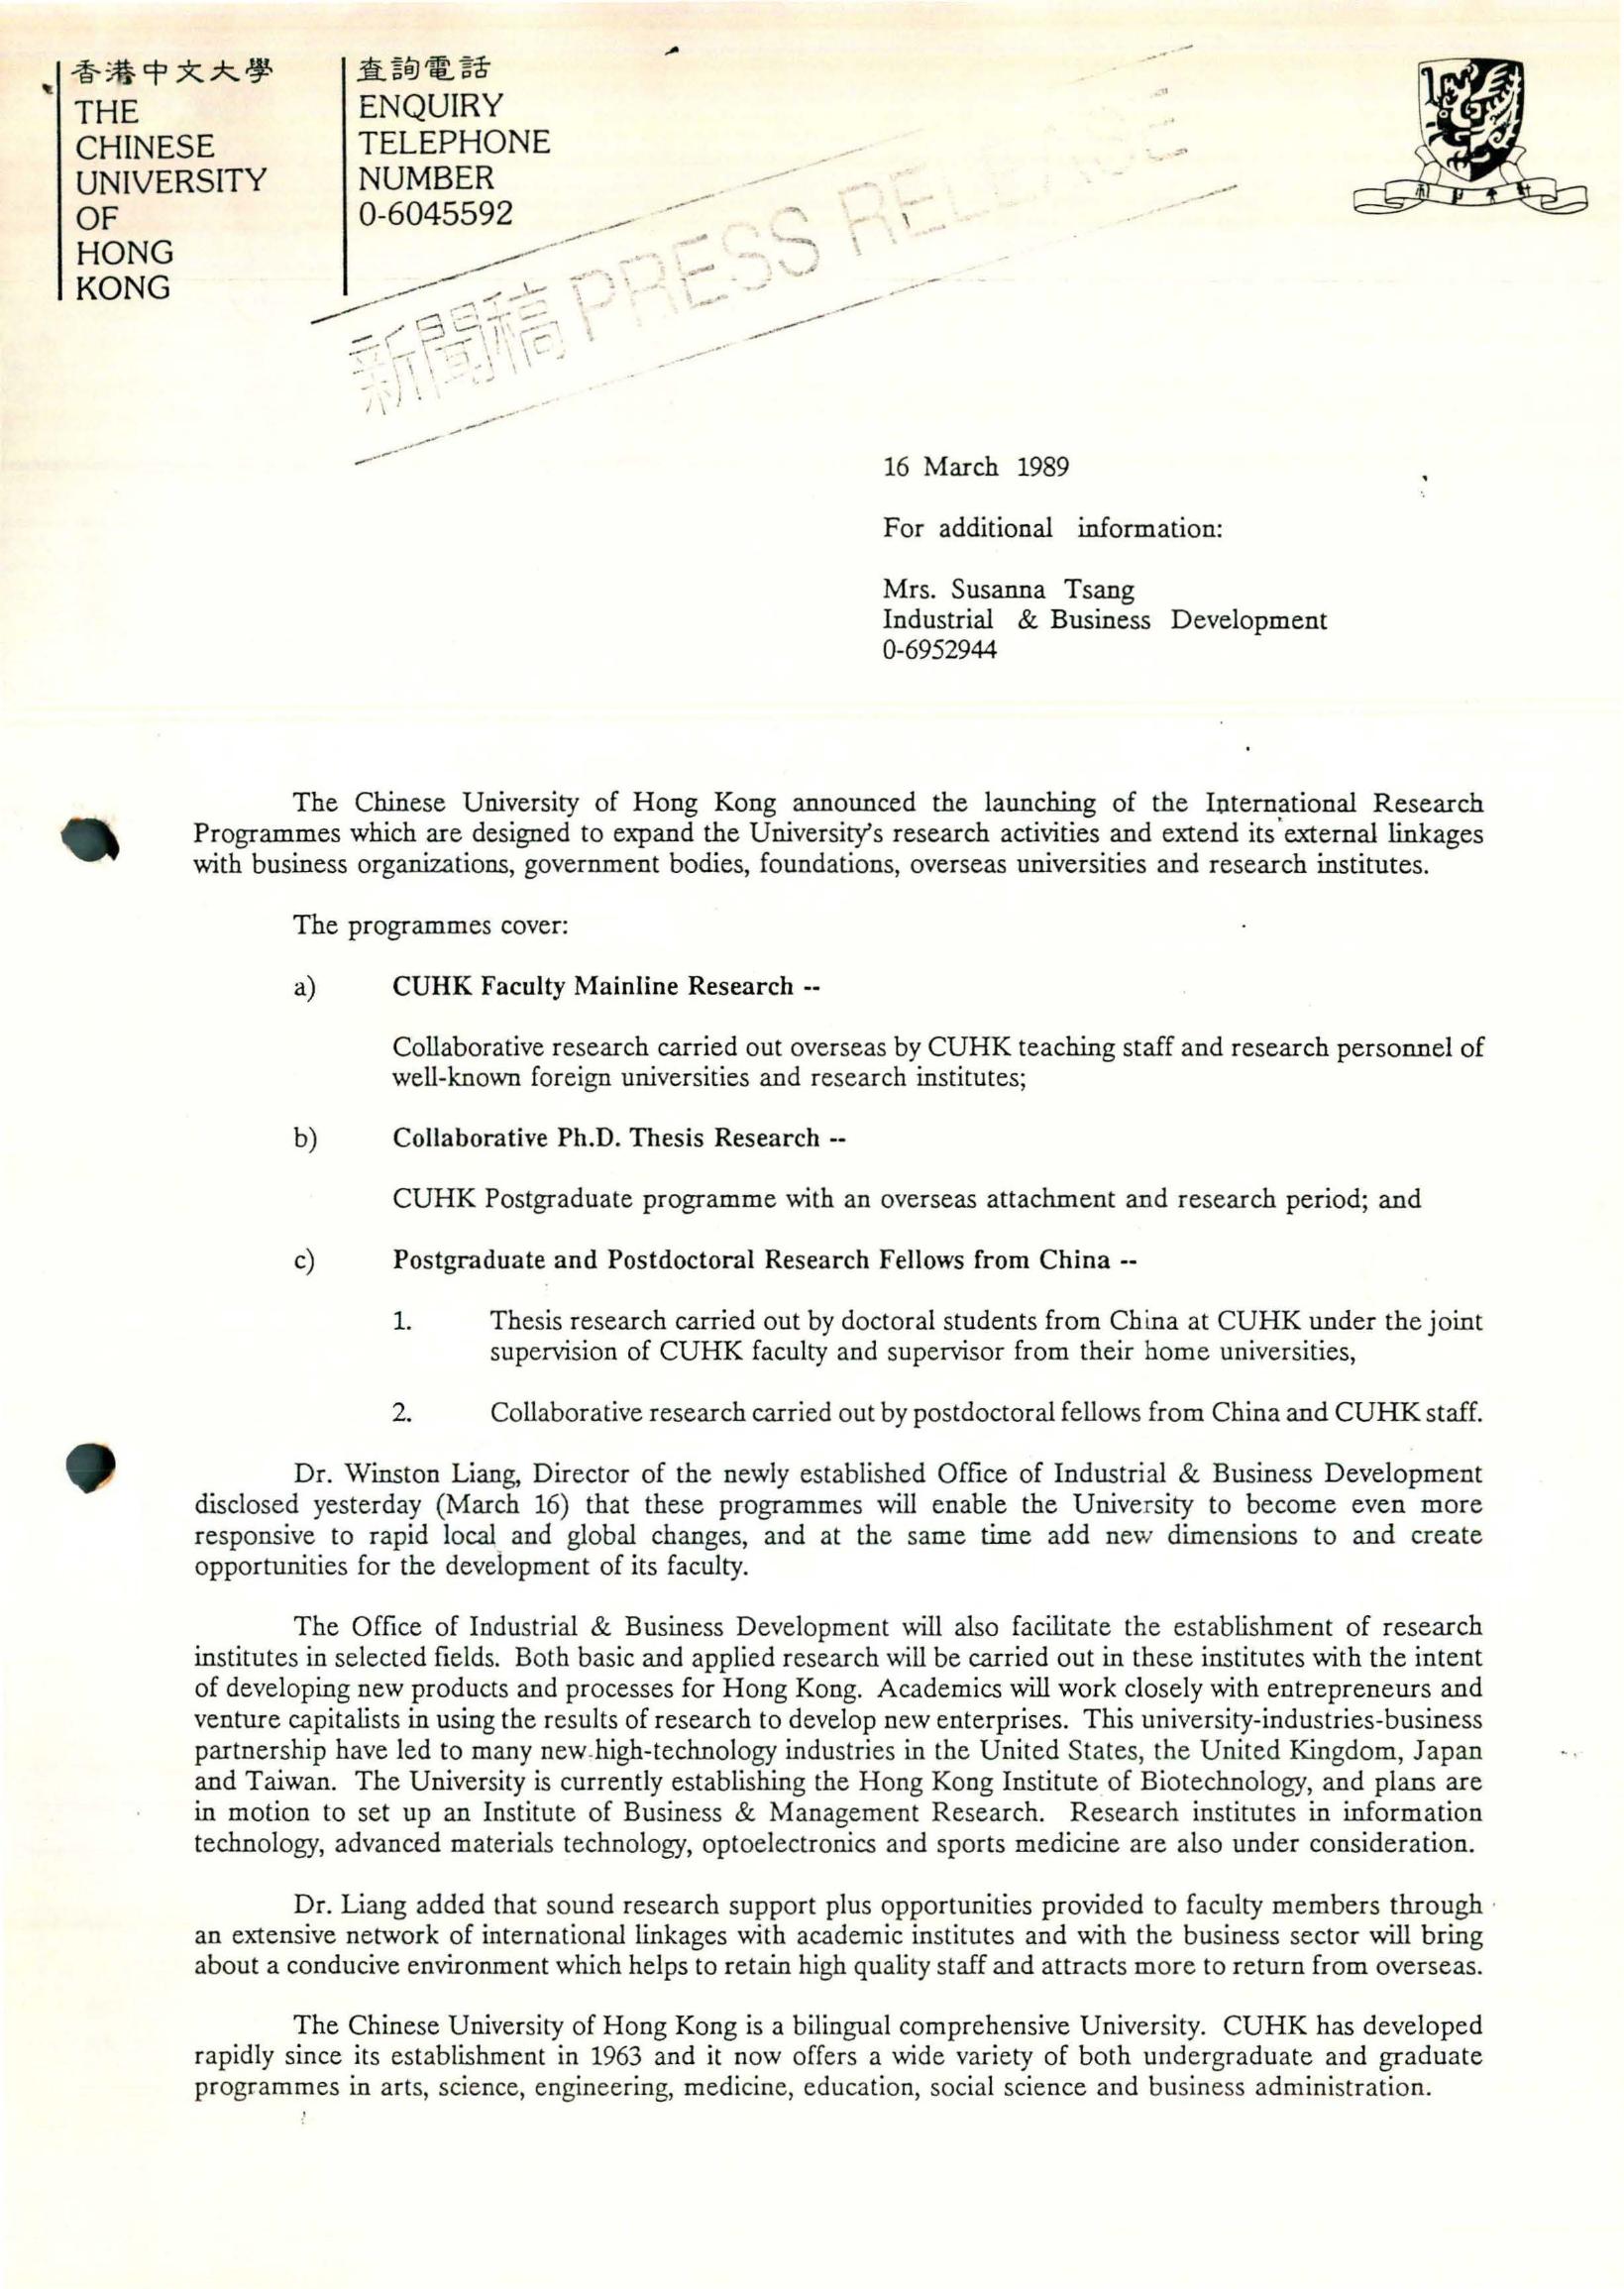 香港中文大學
THE
CHINESE
UNIVERSITY
OF
HONG
KONG
查詢電話
ENQUIRY
TELEPHONE
NUMBER
0-6045592
新聞稿 PRESS RELEASE
16 March 1989
For additional information:
Mrs. Susanna Tsang
Industrial & Business Development
0-6952944
The Chinese University of Hong Kong announced the launching of the International Research
Programmes which are designed to expand the University's research activities and extend its external linkages
with business organizations, government bodies, foundations, overseas universities and research institutes.
The programmes cover:
a) CUHK Faculty Mainline Research --
Collaborative research carried out overseas by CUHK teaching staff and research personnel of
well-known foreign universities and research institutes;
b) Collaborative Ph.D. Thesis Research --
CUHK Postgraduate programme with an overseas attachment and research period; and
c) Postgraduate and Postdoctoral Research Fellows from China --
1. Thesis research carried out by doctoral students from China at CUHK under the joint
supervision of CUHK faculty and supervisor from their home universities,
2. Collaborative research carried out by postdoctoral fellows from China and CUHK staff.
Dr. Winston Liang, Director of the newly established Office of Industrial & Business Development
disclosed yesterday (March 16) that these programmes will enable the University to become even more
responsive to rapid local and global changes, and at the same time add new dimensions to and create
opportunities for the development of its faculty.
The Office of Industrial & Business Development will also facilitate the establishment of research
institutes in selected fields. Both basic and applied research will be carried out in these institutes with the intent
of developing new products and processes for Hong Kong. Academics will work closely with entrepreneurs and
venture capitalists in using the results of research to develop new enterprises. This university-industries-business
partnership have led to many new high-technology industries in the United States, the United Kingdom, Japan
and Taiwan. The University is currently establishing the Hong Kong Institute of Biotechnology, and plans are
in motion to set up an Institute of Business & Management Research. Research institutes in information
technology, advanced materials technology, optoelectronics and sports medicine are also under consideration.
Dr. Liang added that sound research support plus opportunities provided to faculty members through
an extensive network of international linkages with academic institutes and with the business sector will bring
about a conducive environment which helps to retain high quality staff and attracts more to return from overseas.
The Chinese University of Hong Kong is a bilingual comprehensive University. CUHK has developed
rapidly since its establishment in 1963 and it now offers a wide variety of both undergraduate and graduate
programmes in arts, science, engineering, medicine, education, social science and business administration.